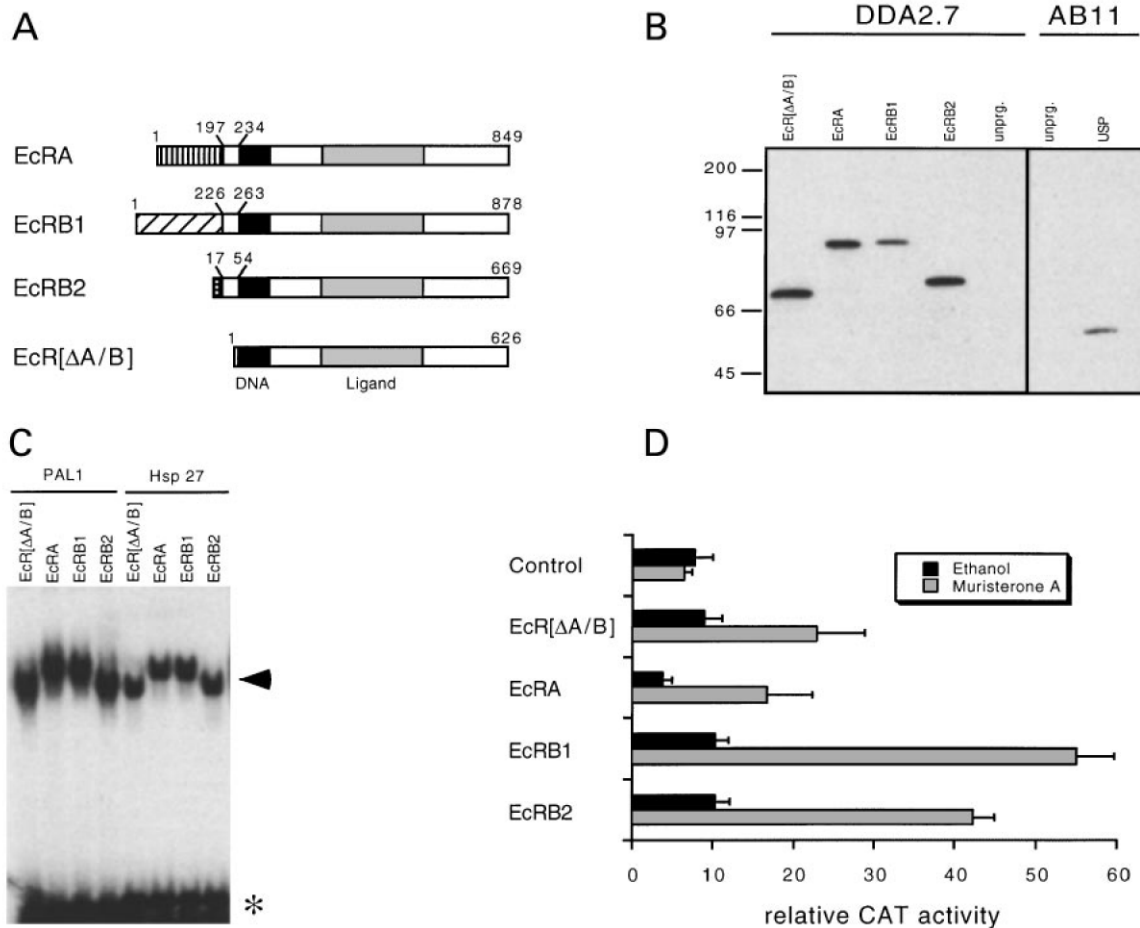 A
1
197 234
849
EcRA
1
226 263
878
EcRB1
17 54
669
EcRB2
1
626
EcR[ΔA/B]
DNA
Ligand
B
DDA2.7
AB11
EcR[ΔA/B]
EcRA
EcRB1
EcRB2
unprg.
unprg.
USP
200
116
97
66
45
C
PAL1
Hsp 27
EcR[ΔA/B]
EcRA
EcRB1
EcRB2
EcR[ΔA/B]
EcRA
EcRB1
EcRB2
*
D
Ethanol
Muristerone A
Control
EcR[ΔA/B]
EcRA
EcRB1
EcRB2
0 10 20 30 40 50 60
relative CAT activity